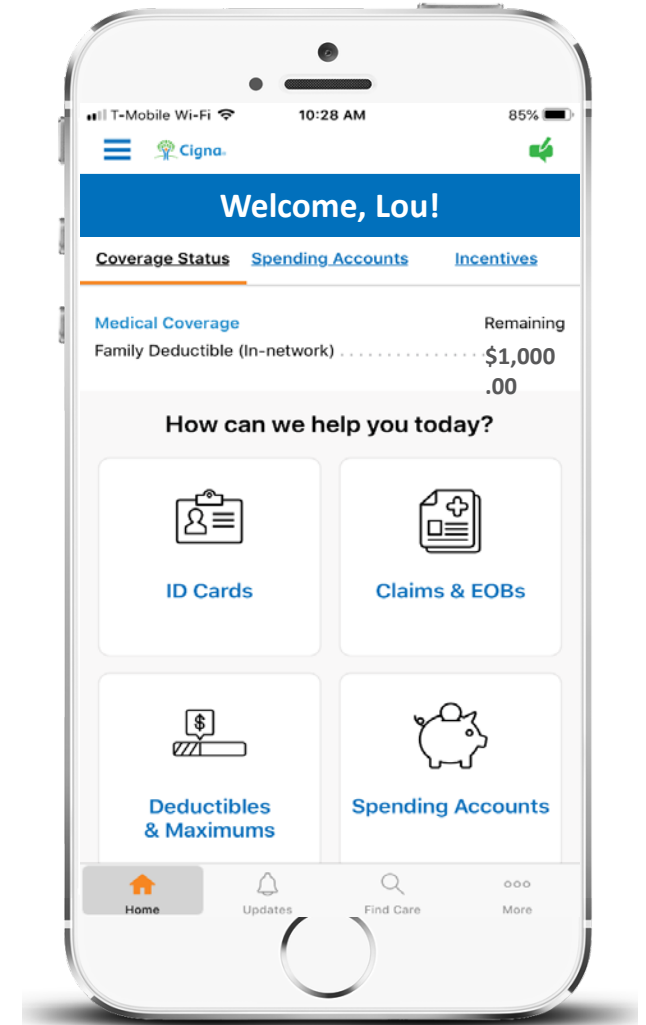 T-Mobile Wi-Fi 10:28 AM 85%
Cigna.
Welcome, Lou!
Coverage Status Spending Accounts Incentives
Medical Coverage Remaining
Family Deductible (In-network) . . . . . . . . . . . . . . . . . $1,000
.00
How can we help you today?
ID Cards Claims & EOBs
$
Deductibles Spending Accounts
& Maximums
Home Updates Find Care More